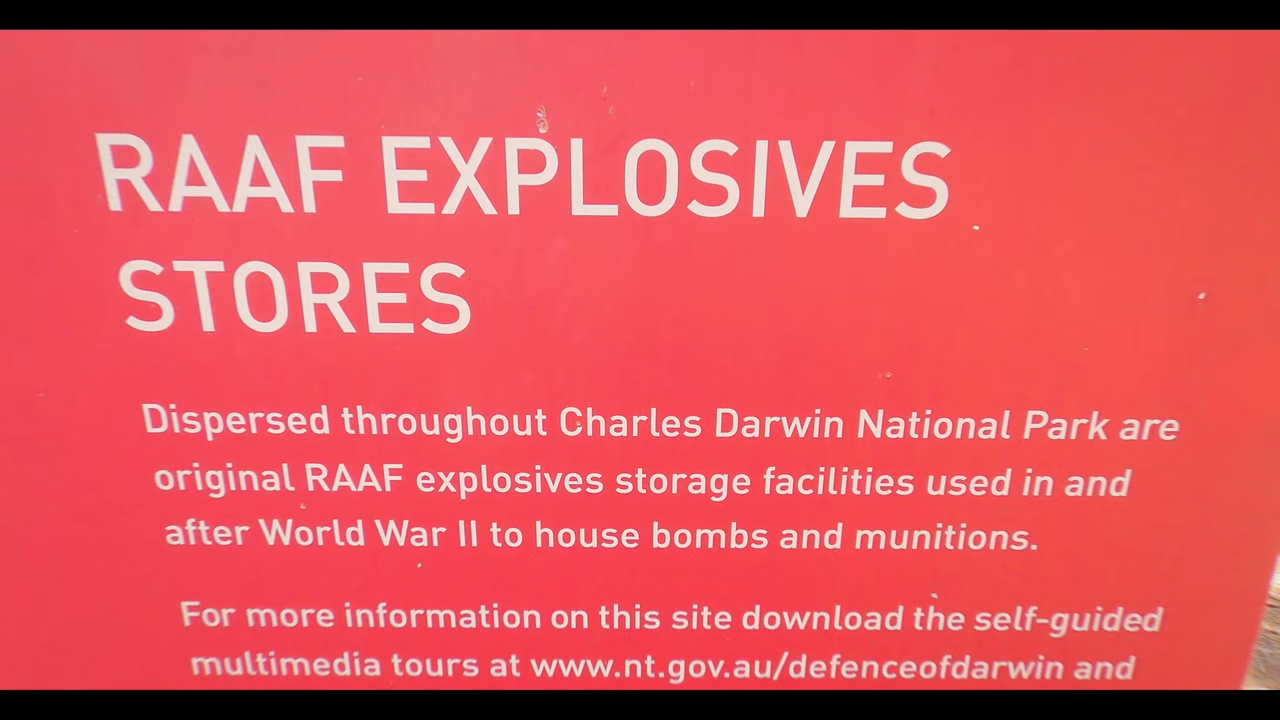 RAAF EXPLOSIVES
STORES
Dispersed throughout Charles Darwin National Park are
original RAAF explosives storage facilities used in and
after World War II to house bombs and munitions.
For more information on this site download the self-guided
multimedia tours at www.nt.gov.au/defenceofdarwin and